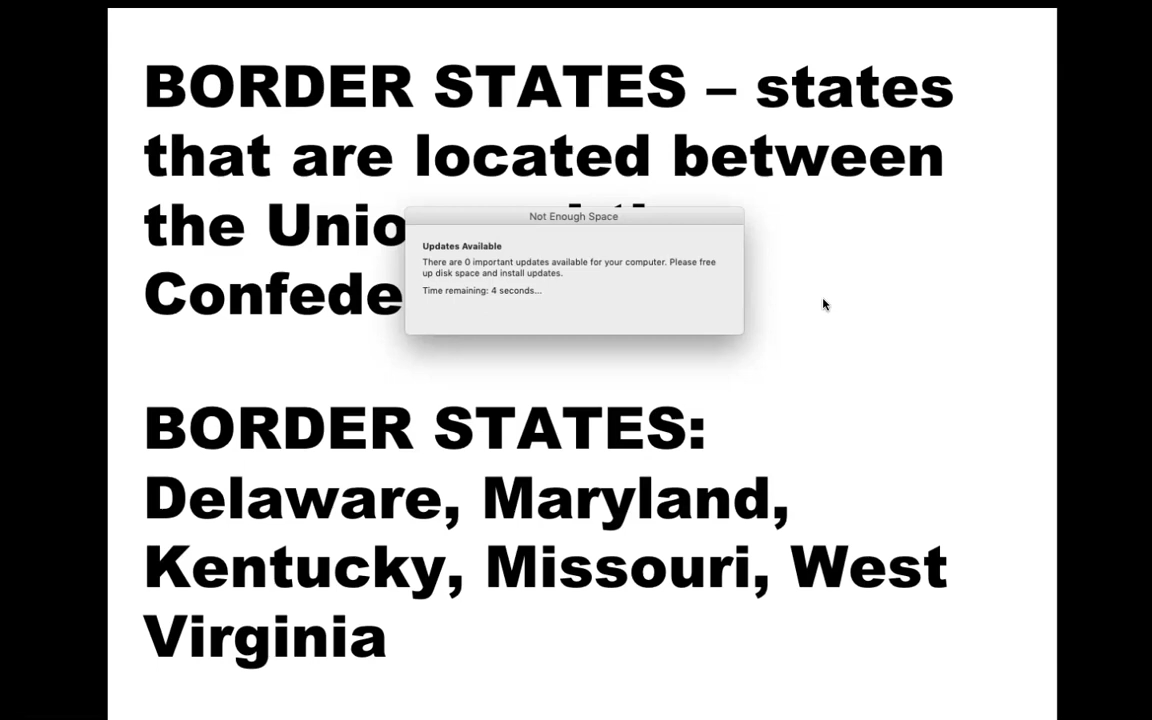 BORDER STATES – states
that are located between
the Unio
Confede
Not Enough Space
Updates Available
There are 0 important updates available for your computer. Please free
up disk space and install updates.
Time remaining: 4 seconds...
BORDER STATES:
Delaware, Maryland,
Kentucky, Missouri, West
Virginia